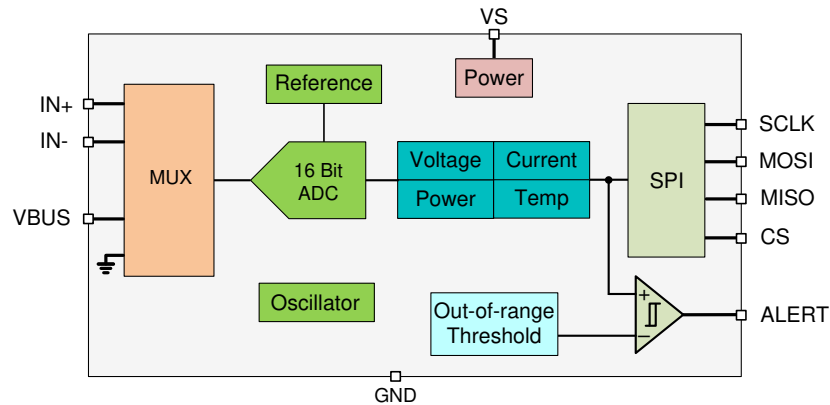 VS
Reference
Power
IN+
IN-
VBUS
MUX
16 Bit
ADC
Voltage
Current
Power
Temp
SPI
SCLK
MOSI
MISO
CS
Oscillator
Out-of-range
Threshold
+
−
ALERT
GND